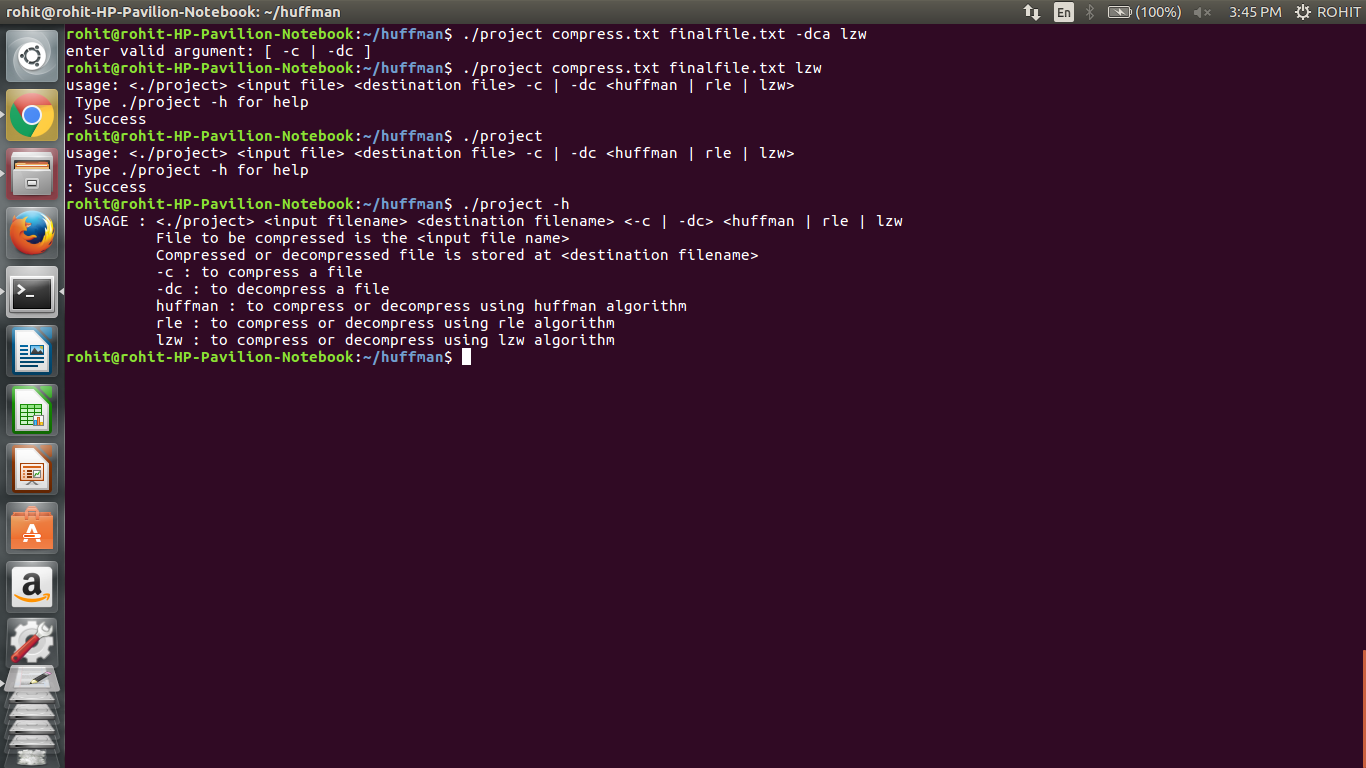 rohit@rohit-HP-Pavilion-Notebook: ~/huffman
En (100%) 3:45 PM ROHIT
rohit@rohit-HP-Pavilion-Notebook:~/huffman$ ./project compress.txt finalfile.txt -dca lzw
enter valid argument: [ -c | -dc ]
rohit@rohit-HP-Pavilion-Notebook:~/huffman$ ./project compress.txt finalfile.txt lzw
usage: <./project> <input file> <destination file> -c | -dc <huffman | rle | lzw>
 Type ./project -h for help
: Success
rohit@rohit-HP-Pavilion-Notebook:~/huffman$ ./project
usage: <./project> <input file> <destination file> -c | -dc <huffman | rle | lzw>
 Type ./project -h for help
: Success
rohit@rohit-HP-Pavilion-Notebook:~/huffman$ ./project -h
  USAGE : <./project> <input filename> <destination filename> <-c | -dc> <huffman | rle | lzw
          File to be compressed is the <input file name>
          Compressed or decompressed file is stored at <destination filename>
          -c : to compress a file
          -dc : to decompress a file
          huffman : to compress or decompress using huffman algorithm
          rle : to compress or decompress using rle algorithm
          lzw : to compress or decompress using lzw algorithm
rohit@rohit-HP-Pavilion-Notebook:~/huffman$